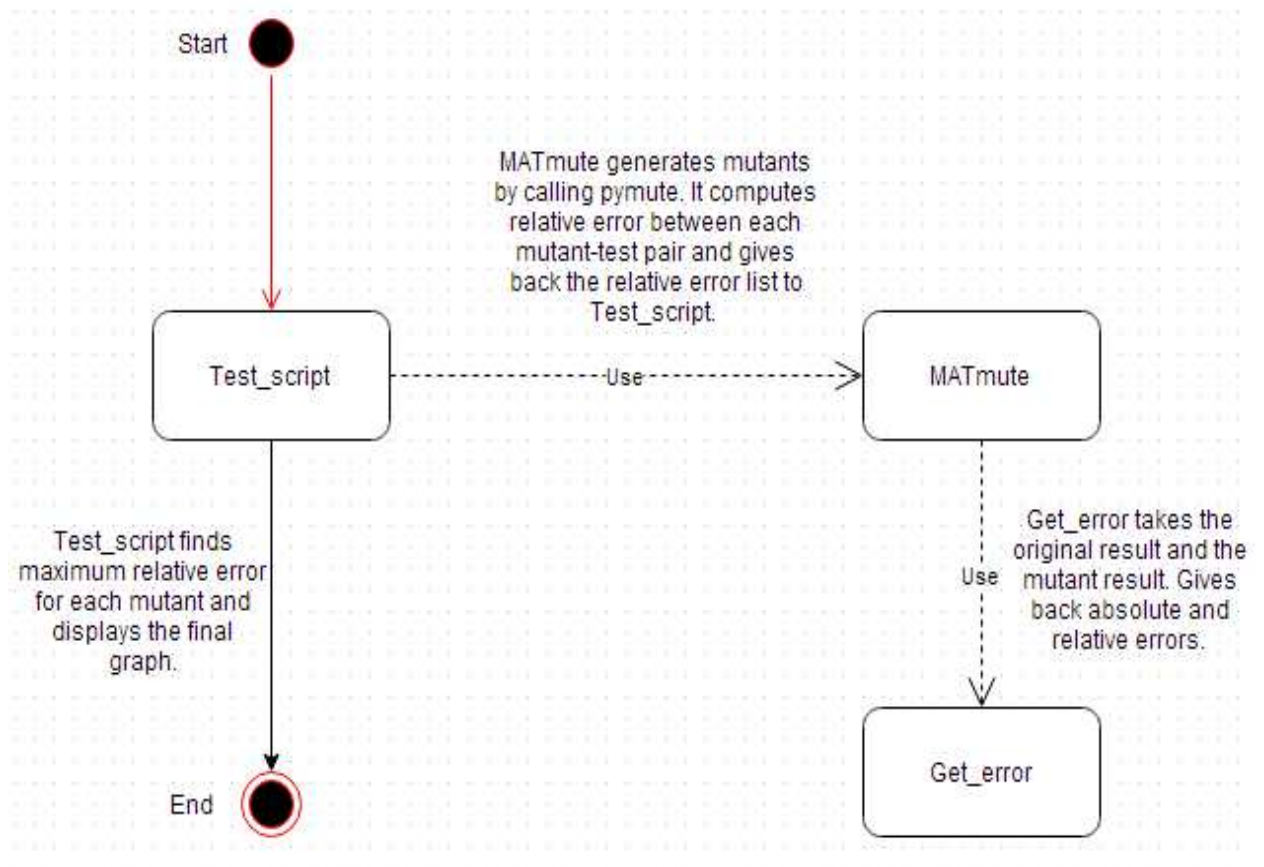 Start
MATmute generates mutants
by calling pymute. It computes
relative error between each
mutant-test pair and gives
back the relative error list to
Test_script.
Test_script
Use
MATmute
Test_script finds
maximum relative error
for each mutant and
displays the final
graph.
Use
Get_error takes the
original result and the
mutant result. Gives
back absolute and
relative errors.
Get_error
End